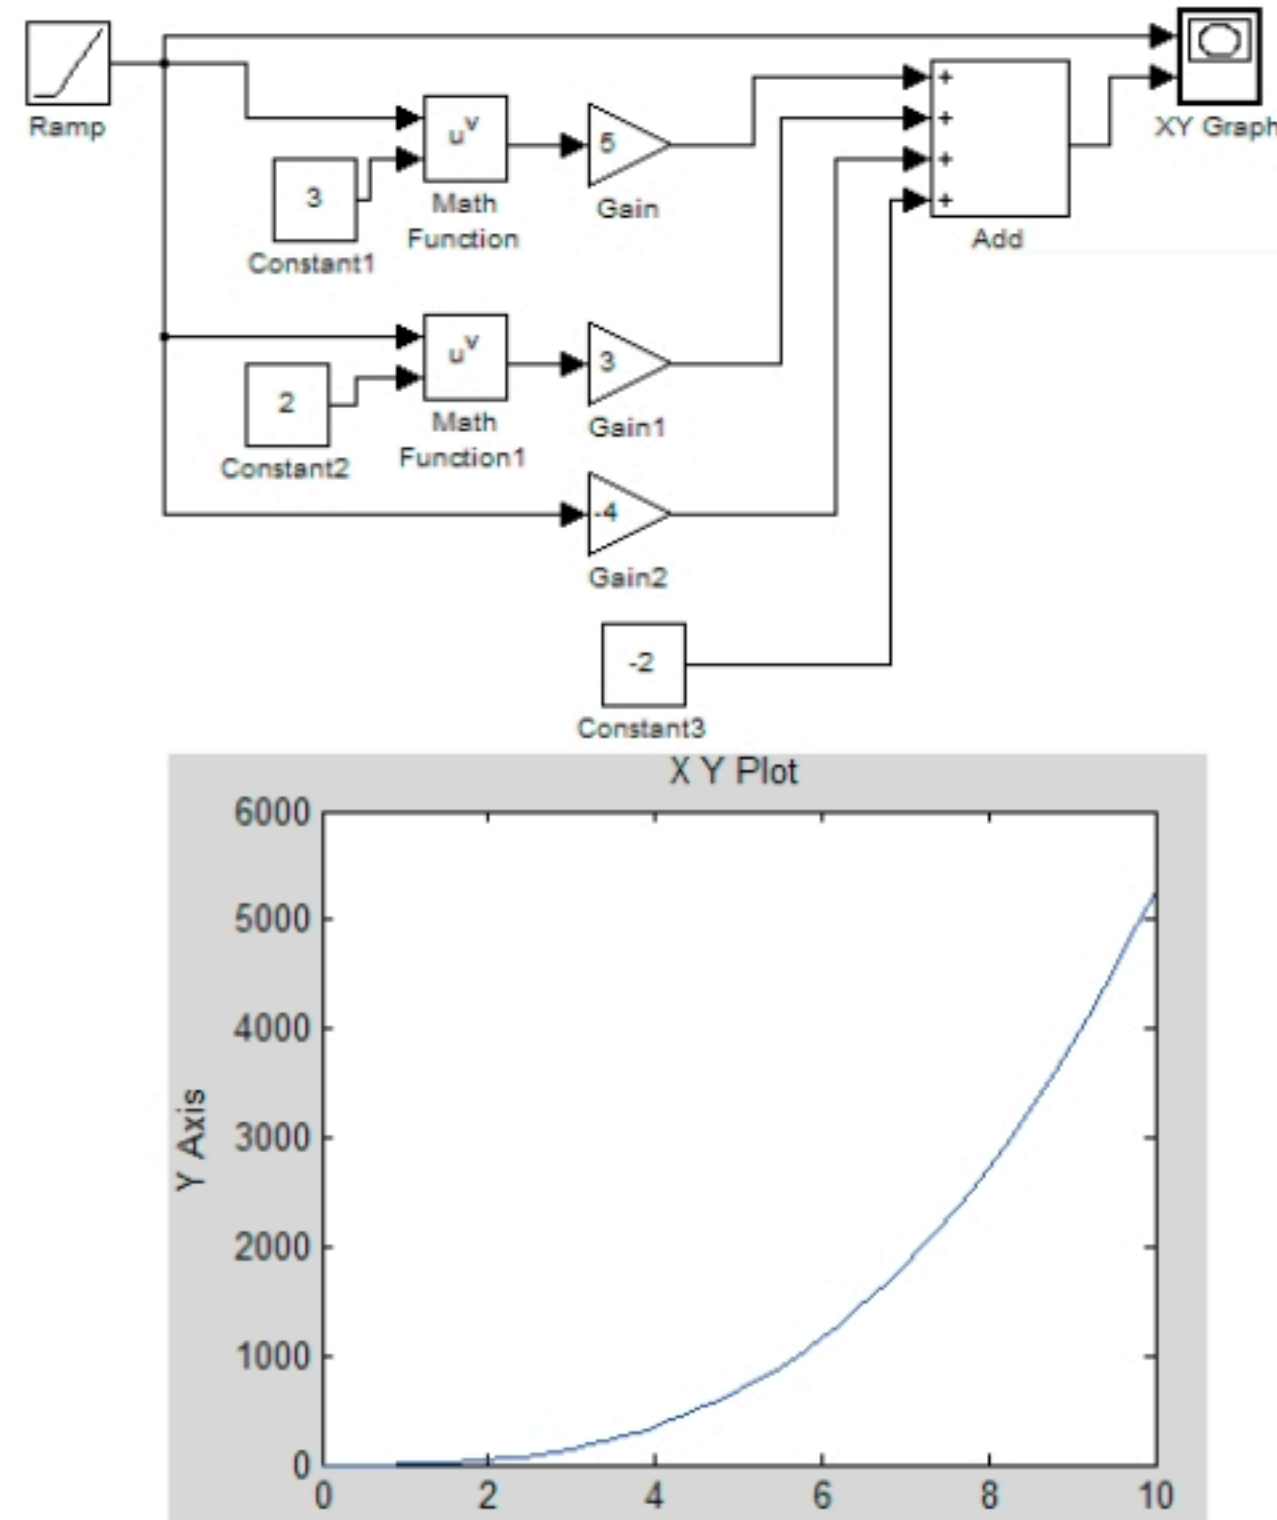 Ramp
u^v
Math
Function
5
Gain
+
+
+
+
Add
XY Graph
3
Constant1
u^v
Math
Function1
3
Gain1
2
Constant2
-4
Gain2
-2
Constant3
X Y Plot
6000
5000
4000
3000
2000
1000
0
Y Axis
0 2 4 6 8 10